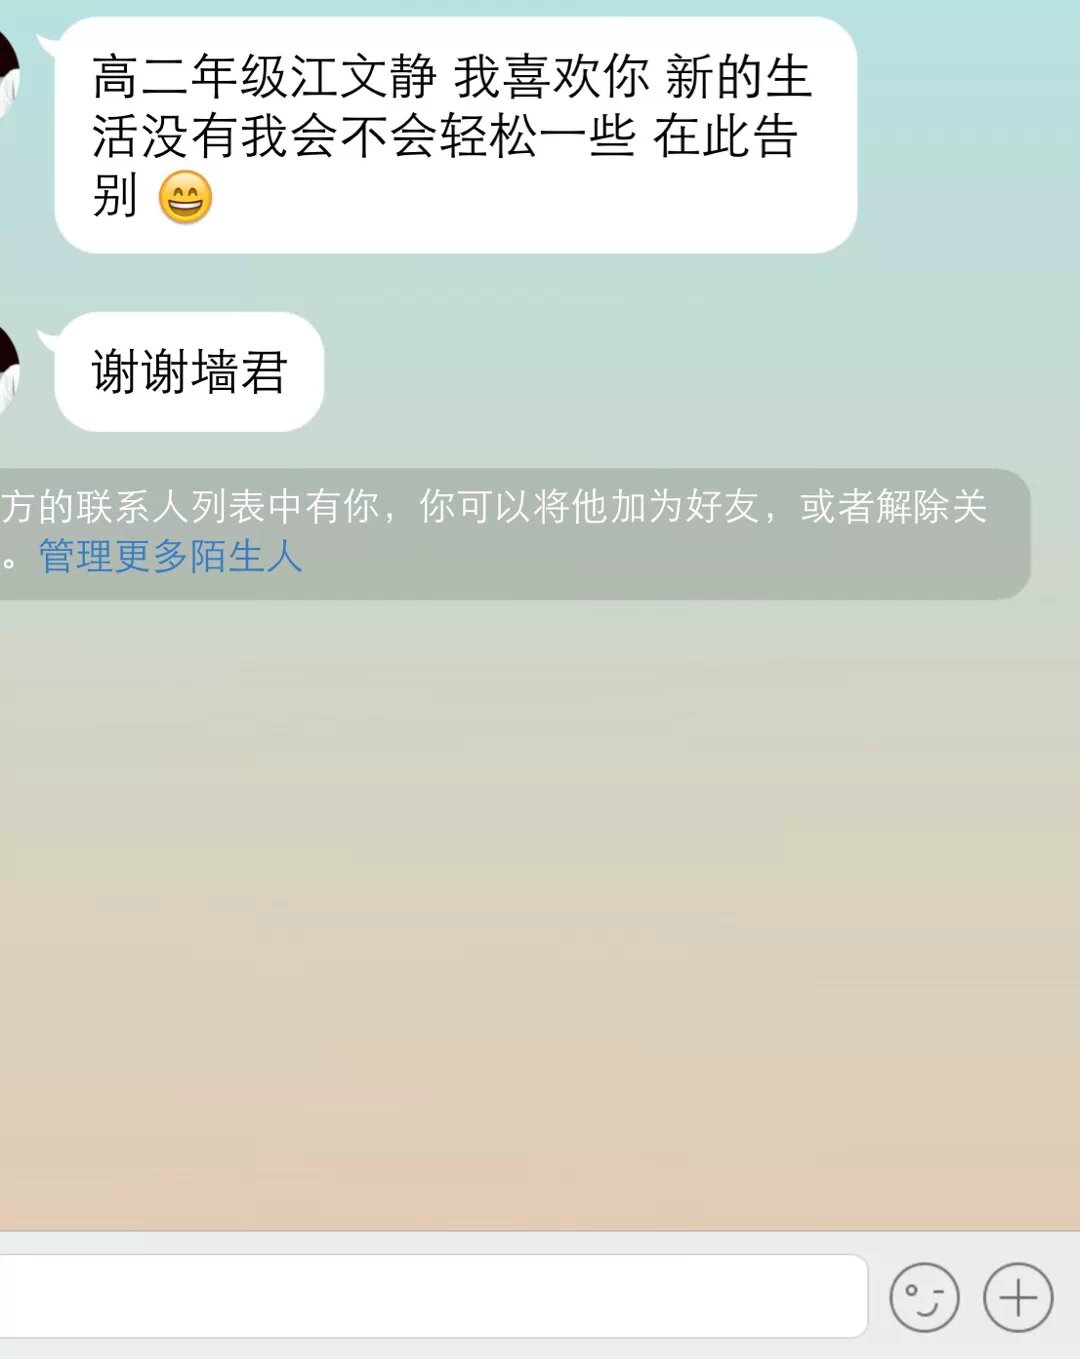 高二年级江文静 我喜欢你 新的生
活没有我会不会轻松一些 在此告
别 😄
谢谢墙君
方的联系人列表中有你，你可以将他加为好友，或者解除关
。管理更多陌生人